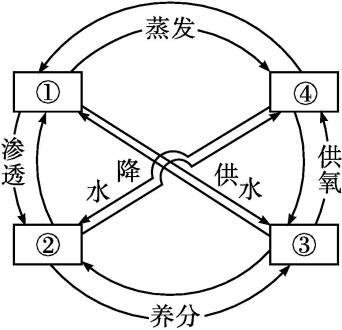 蒸发
①
④
渗透
降水
供水
供氧
②
③
养分